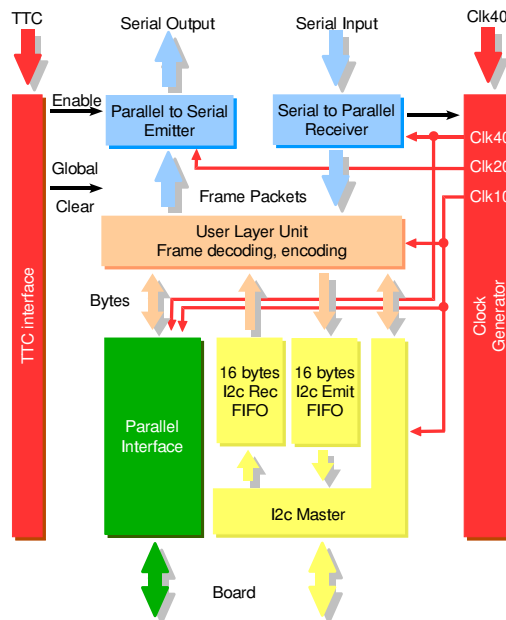 TTC
Serial Output
Serial Input
Clk40
Enable
Parallel to Serial
Emitter
Serial to Parallel
Receiver
Clk40
Clk20
Clk10
Global
Clear
Frame Packets
User Layer Unit
Frame decoding, encoding
Bytes
TTC interface
Clock
Generator
Parallel
Interface
16 bytes
I2c Rec
FIFO
16 bytes
I2c Emit
FIFO
I2c Master
Board